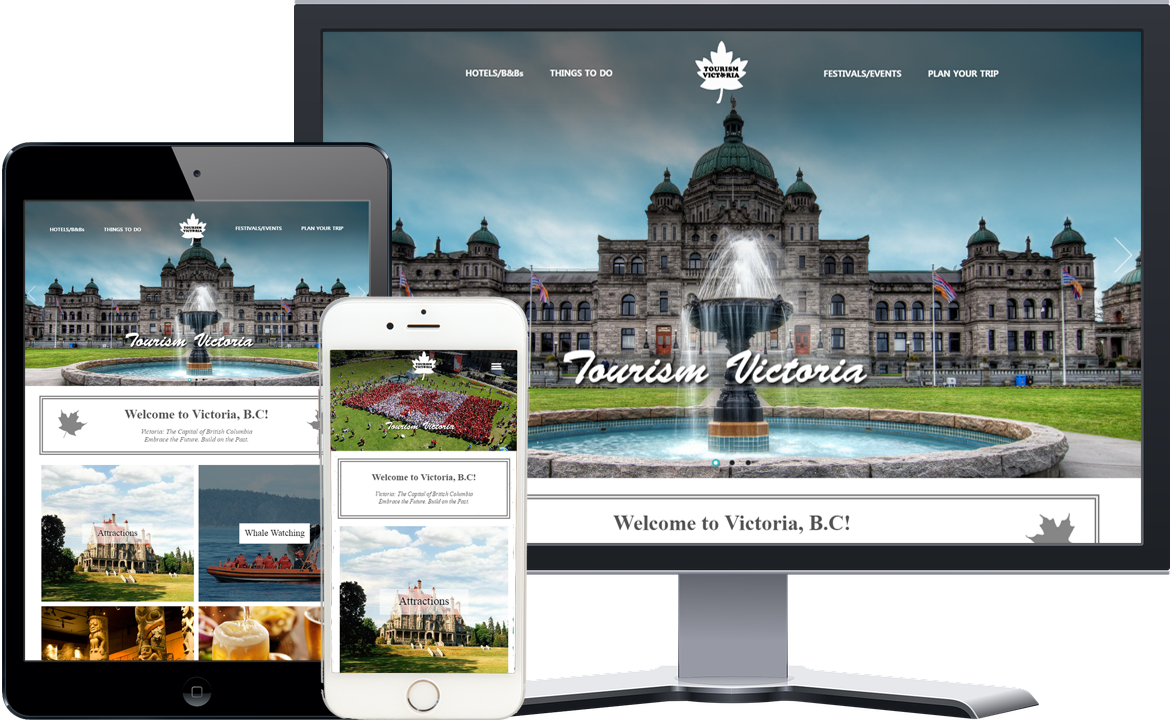 HOTELS/B&Bs
THINGS TO DO
TOURISM
VICTORIA
FESTIVALS/EVENTS
PLAN YOUR TRIP
Tourism Victoria
Welcome to Victoria, B.C!
HOTELS/B&Bs
THINGS TO DO
TOURISM
VICTORIA
FESTIVALS/EVENTS
PLAN YOUR TRIP
Tourism Victoria
Welcome to Victoria, B.C!
Victoria: The Capital of British Columbia
Embrace the Future. Build on the Past.
Attractions
Whale Watching
TOURISM
VICTORIA
Tourism Victoria
Welcome to Victoria, B.C!
Victoria: The Capital of British Columbia
Embrace the Future. Build on the Past
Attractions